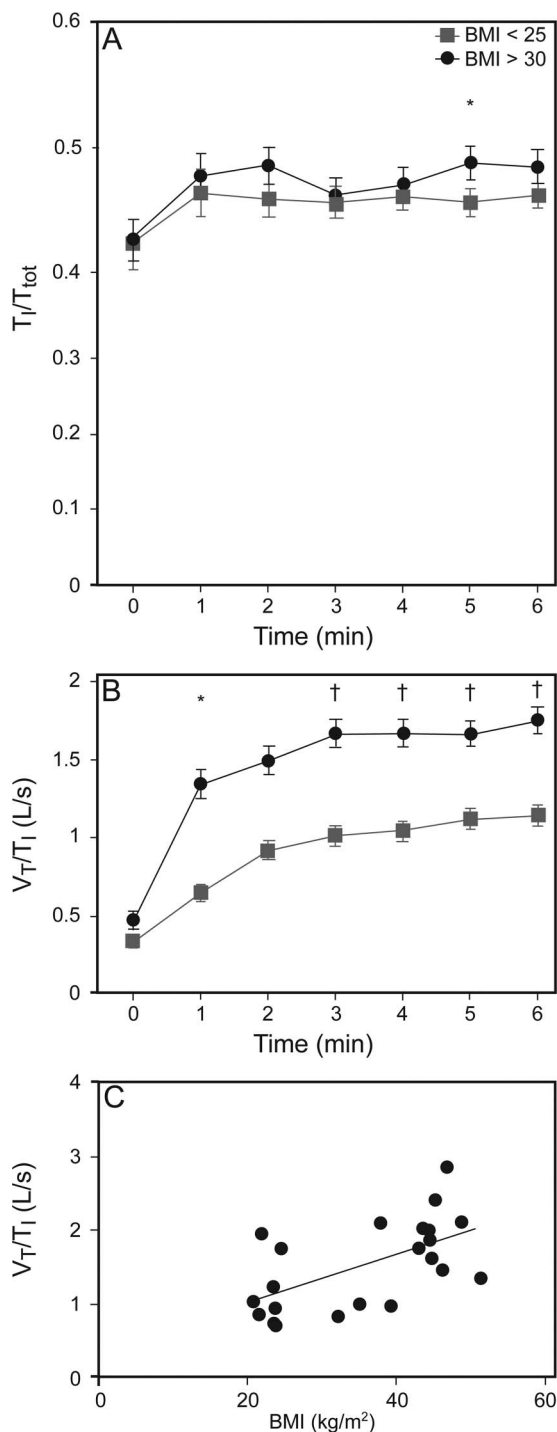 A
BMI < 25
BMI > 30
*
0.6
0.5
0.4
0.3
0.2
0.1
0
TI/Ttot
0 1 2 3 4 5 6
Time (min)
B
* † † † †
2
1.5
1
0.5
0
VT/TI (L/s)
0 1 2 3 4 5 6
Time (min)
C
4
3
2
1
0
VT/TI (L/s)
0 20 40 60
BMI (kg/m²)